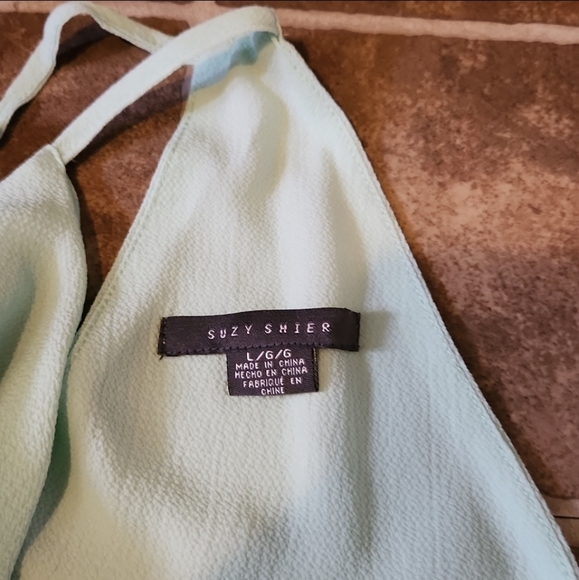 SUZY SHIER
L/G/G
MADE IN CHINA
HECHO EN CHINA
FABRIQUÉ EN
CHINE